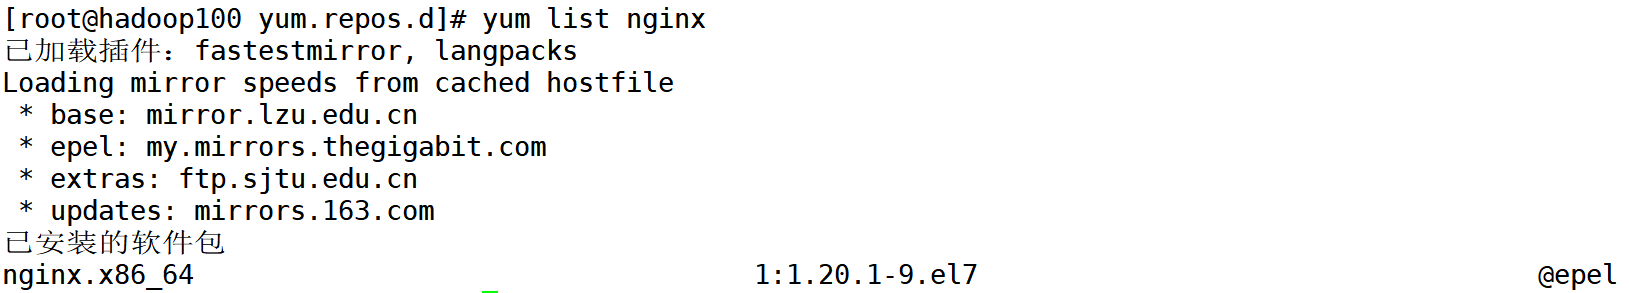 [root@hadoop100 yum.repos.d]# yum list nginx
已加载插件：fastestmirror, langpacks
Loading mirror speeds from cached hostfile
 * base: mirror.lzu.edu.cn
 * epel: my.mirrors.thegigabit.com
 * extras: ftp.sjtu.edu.cn
 * updates: mirrors.163.com
已安装的软件包
nginx.x86_64                    1:1.20.1-9.el7                    @epel